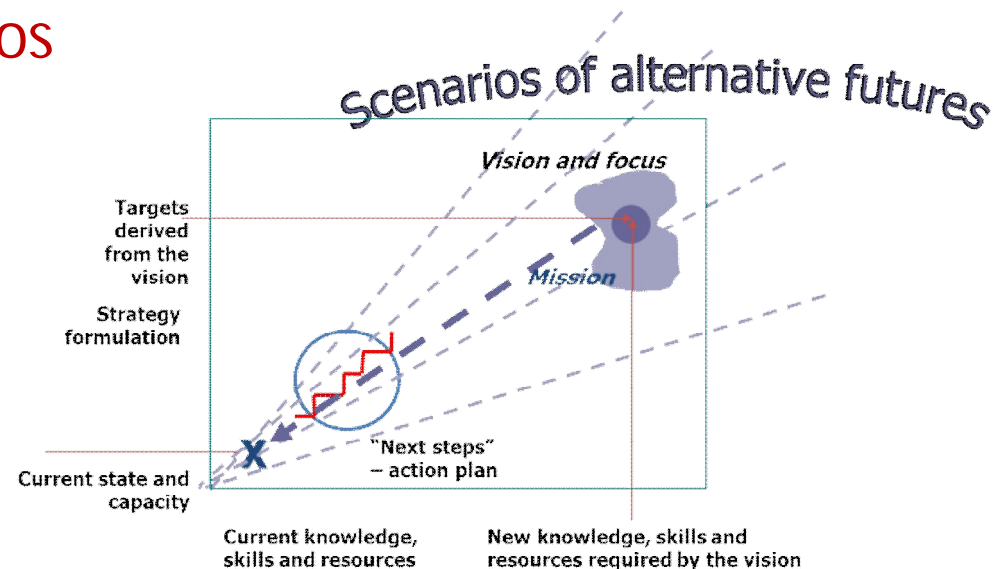 os
Scenarios of alternative futures
Vision and focus
Targets
derived
from the
vision
Mission
Strategy
formulation
X
"Next steps"
– action plan
Current state and
capacity
Current knowledge,
skills and resources
New knowledge, skills and
resources required by the vision